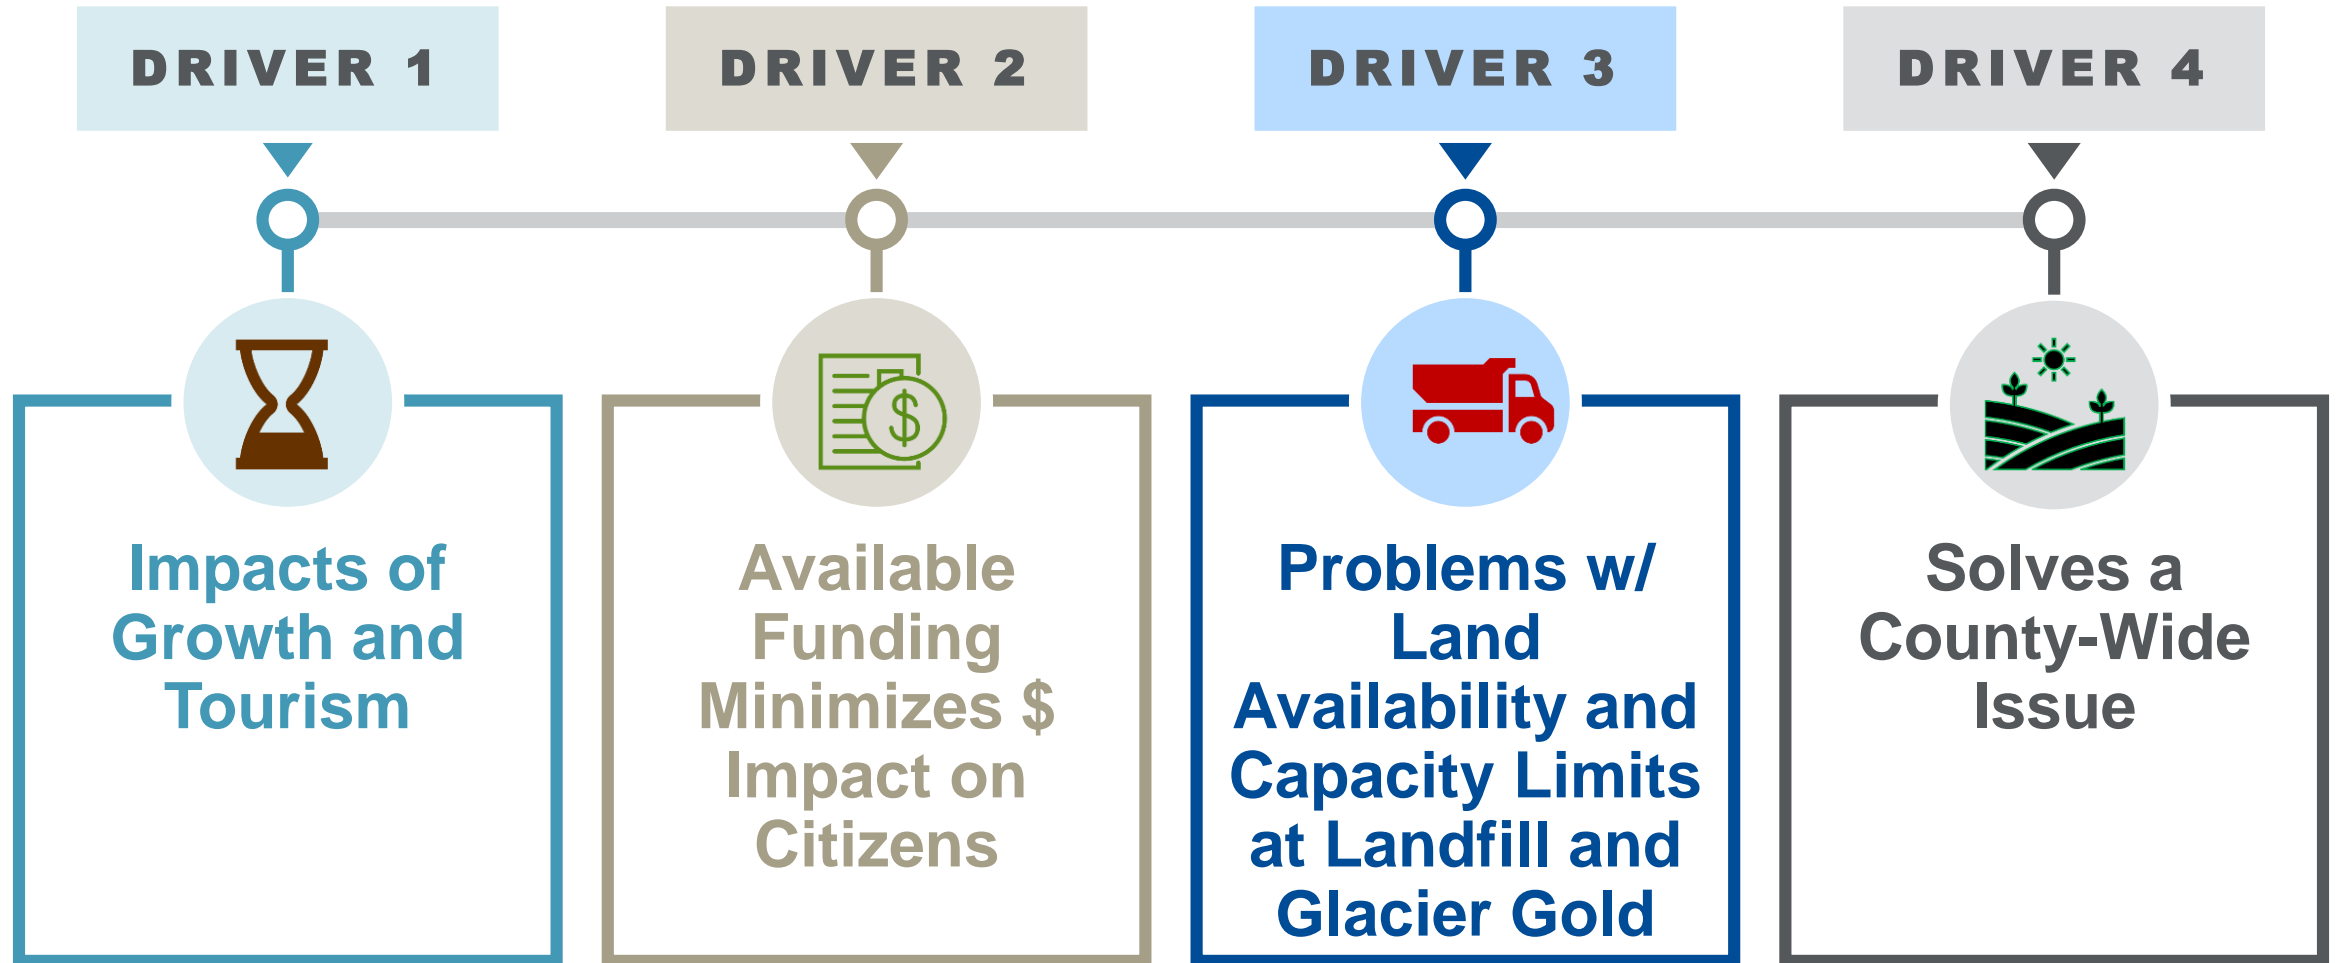 DRIVER 1
DRIVER 2
DRIVER 3
DRIVER 4
$
Impacts of
Growth and
Tourism
Available
Funding
Minimizes $
Impact on
Citizens
Problems w/
Land
Availability and
Capacity Limits
at Landfill and
Glacier Gold
Solves a
County-Wide
Issue